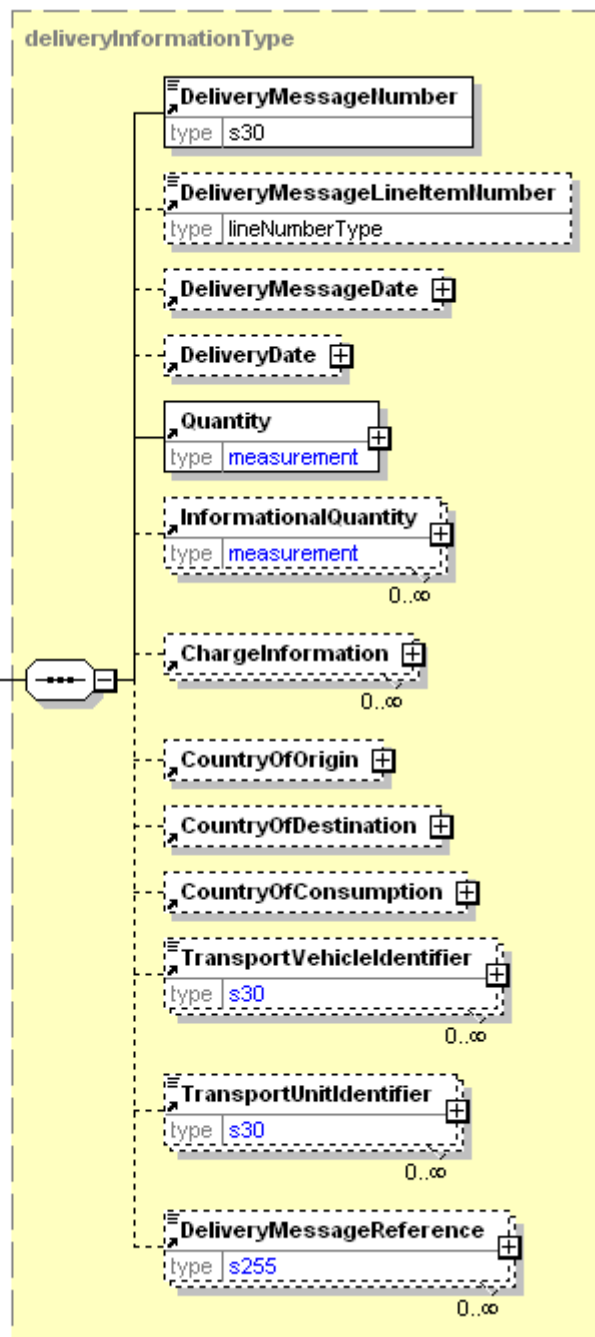 deliveryInformationType
DeliveryMessageNumber
type s30
DeliveryMessageLineItemNumber
type lineNumberType
DeliveryMessageDate
DeliveryDate
Quantity
type measurement
InformationalQuantity
type measurement
0..∞
ChargeInformation
0..∞
CountryOfOrigin
CountryOfDestination
CountryOfConsumption
TransportVehicleIdentifier
type s30
0..∞
TransportUnitIdentifier
type s30
0..∞
DeliveryMessageReference
type s255
0..∞